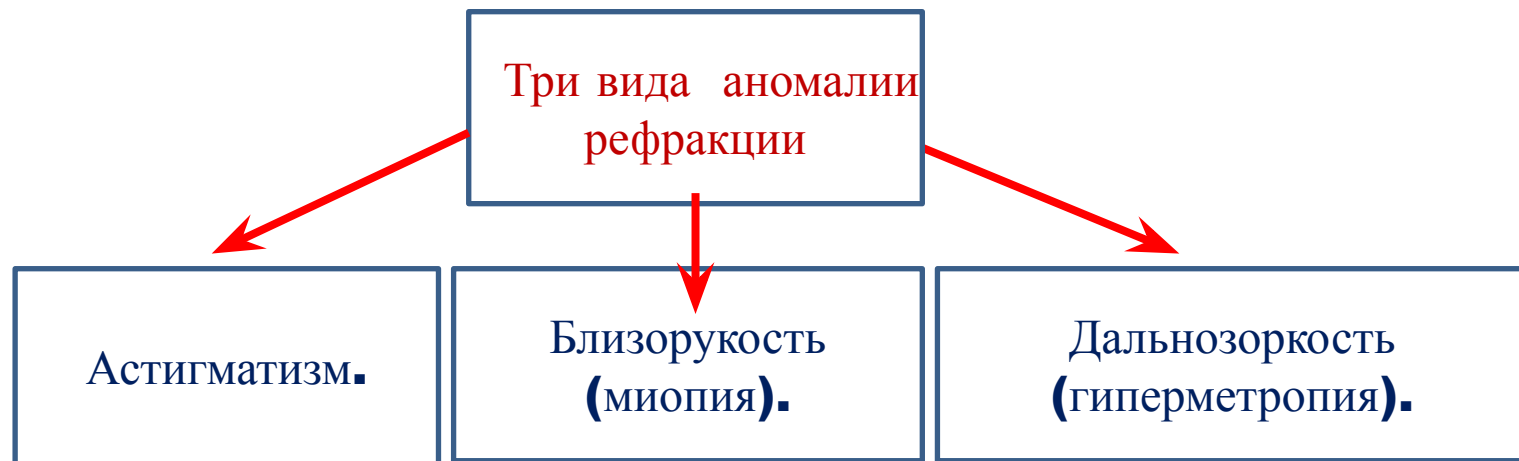 Три вида аномалии
рефракции
Астигматизм.
Близорукость
(миопия).
Дальнозоркость
(гиперметропия).